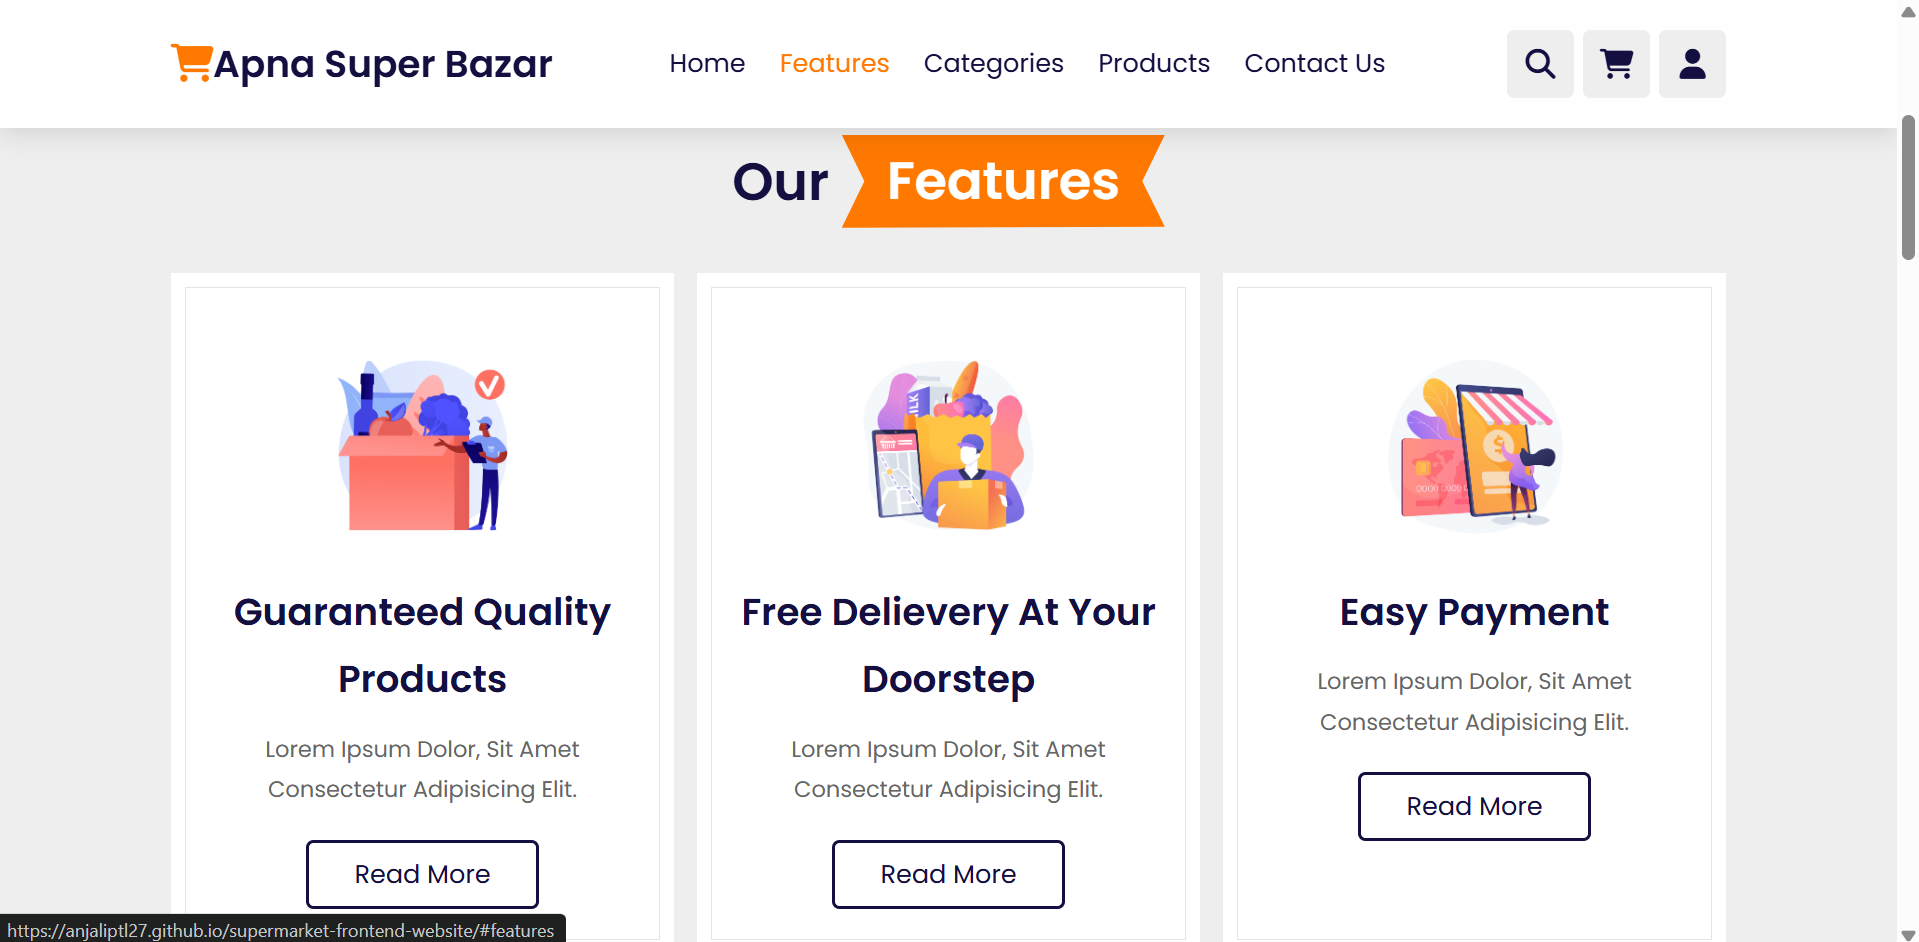 Apna Super Bazar
Home Features Categories Products Contact Us
Our Features
Guaranteed Quality
Products
Lorem Ipsum Dolor, Sit Amet
Consectetur Adipisicing Elit.
Read More
Free Delievery At Your
Doorstep
Lorem Ipsum Dolor, Sit Amet
Consectetur Adipisicing Elit.
Read More
Easy Payment
Lorem Ipsum Dolor, Sit Amet
Consectetur Adipisicing Elit.
Read More
https://anjaliptl27.github.io/supermarket-frontend-website/#features